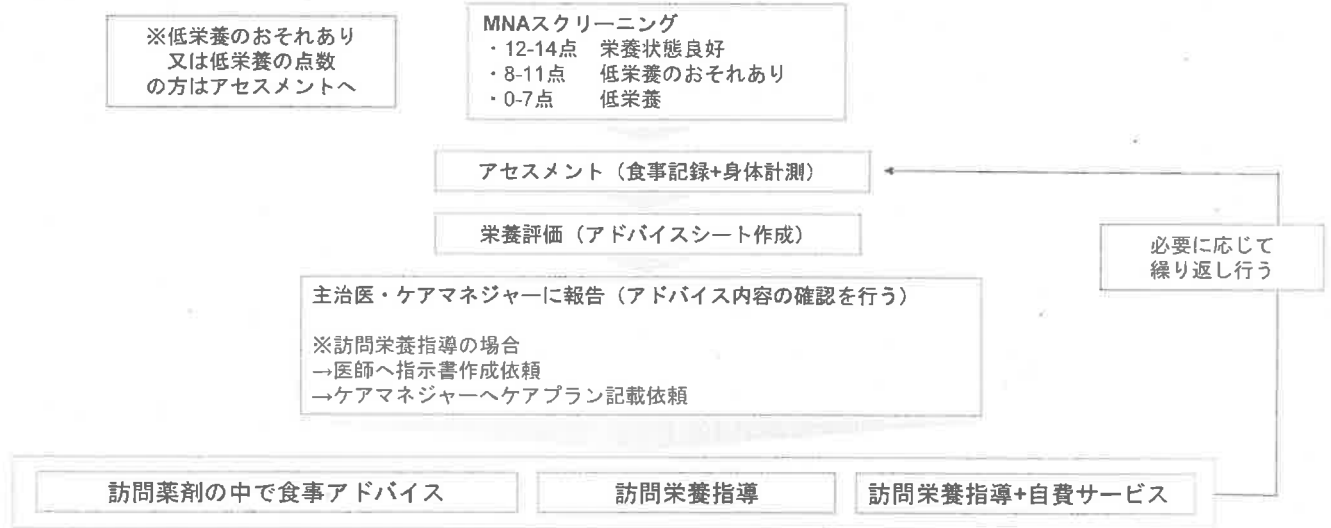 ※低栄養のおそれあり
又は低栄養の点数
の方はアセスメントへ
MNAスクリーニング
・12-14点 栄養状態良好
・8-11点 低栄養のおそれあり
・0-7点 低栄養
アセスメント（食事記録+身体計測）
栄養評価（アドバイスシート作成）
必要に応じて
繰り返し行う
主治医・ケアマネジャーに報告（アドバイス内容の確認を行う）
※訪問栄養指導の場合
→医師へ指示書作成依頼
→ケアマネジャーへケアプラン記載依頼
訪問薬剤の中で食事アドバイス
訪問栄養指導
訪問栄養指導+自費サービス